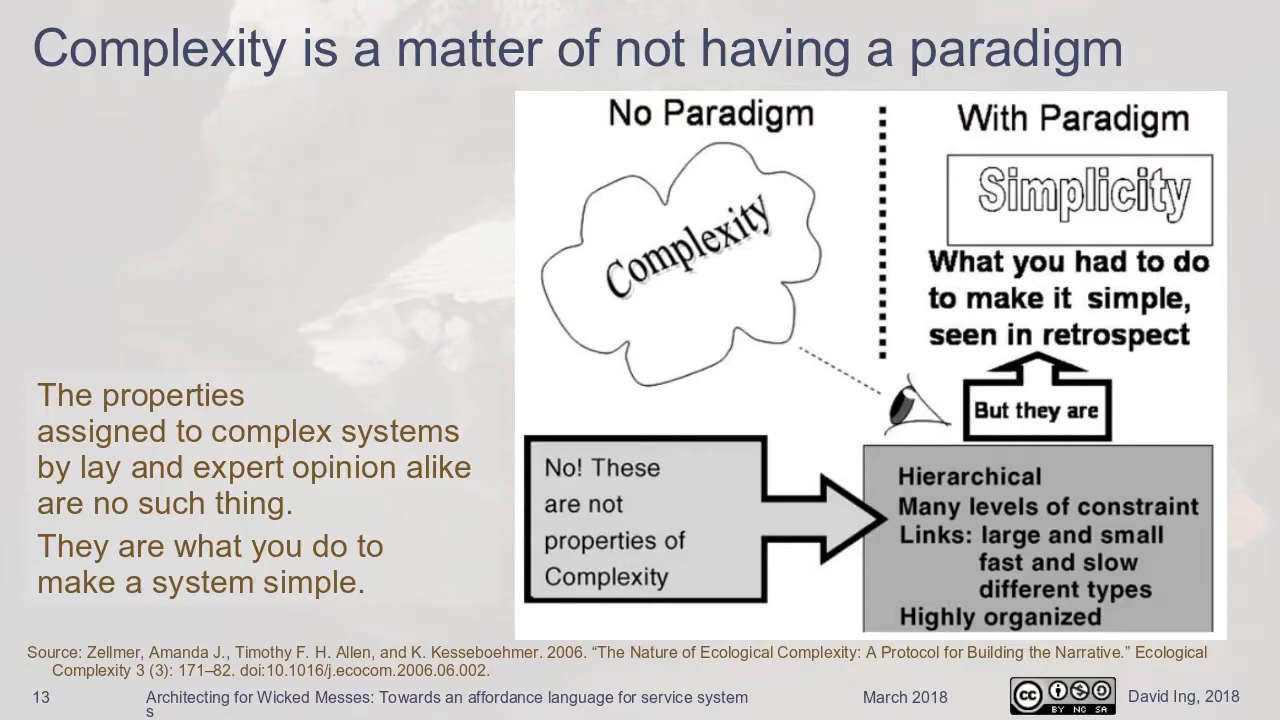 Complexity is a matter of not having a paradigm
No Paradigm
With Paradigm
Complexity
Simplicity
What you had to do
to make it simple,
seen in retrospect
But they are
The properties
assigned to complex systems
by lay and expert opinion alike
are no such thing.
They are what you do to
make a system simple.
No! These
are not
properties of
Complexity
Hierarchical
Many levels of constraint
Links: large and small
fast and slow
different types
Highly organized
Source: Zellmer, Amanda J., Timothy F. H. Allen, and K. Kesseboehmer. 2006. “The Nature of Ecological Complexity: A Protocol for Building the Narrative.” Ecological
Complexity 3 (3): 171–82. doi:10.1016/j.ecocom.2006.06.002.
13
Architecting for Wicked Messes: Towards an affordance language for service system
s
March 2018
cc
BY NC SA
David Ing, 2018